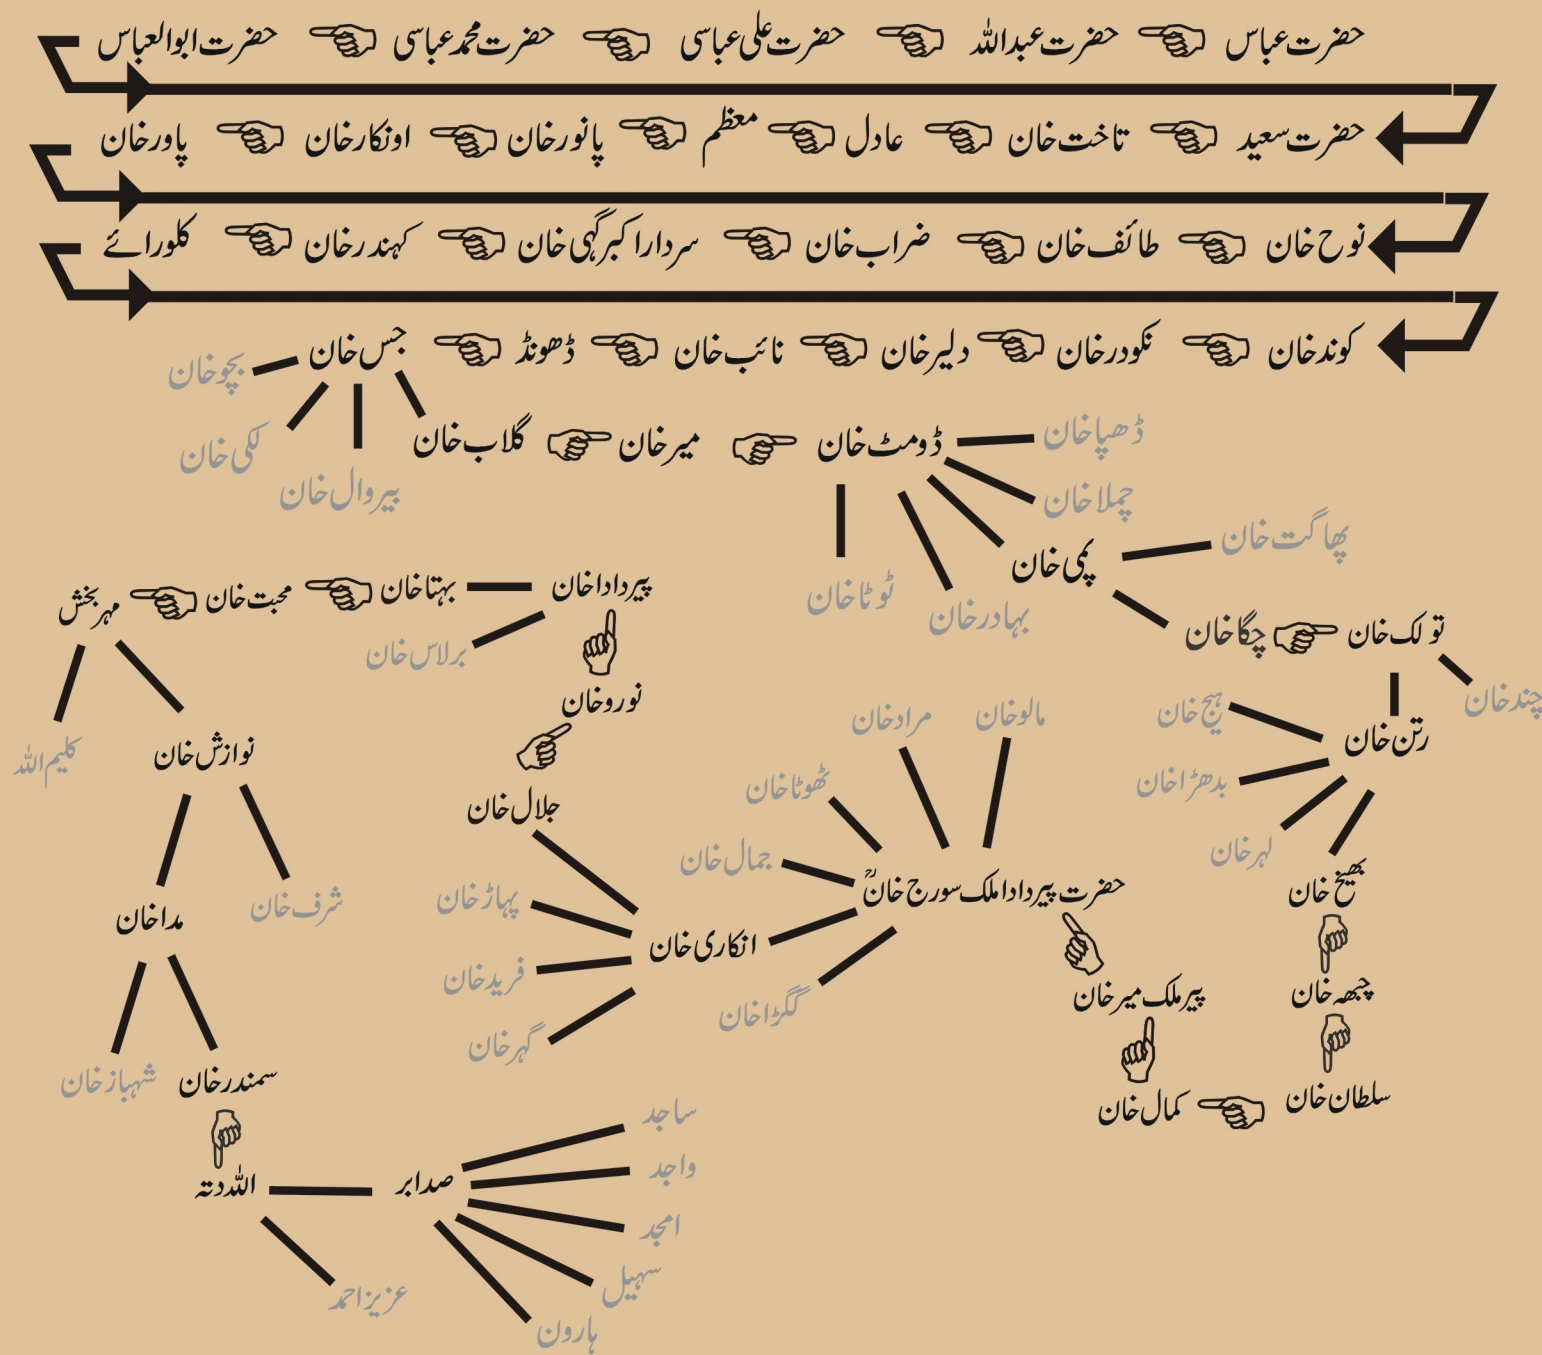 حضرت عباس حضرت عبداللہ حضرت علی عباسی حضرت محمد عباسی حضرت ابوالعباس
حضرت سعید تاخت خان عادل معظم پانور خان اونکار خان پاور خان
نوح خان طائف خان ضراب خان سردار اکبر گہی خان کہندر خان کلورائے
کوند خان نکودر خان دلیر خان نائب خان ڈھونڈ جس خان
بچو خان
لکی خان
بیروال خان
گلاب خان میر خان ڈومٹ خان
ڈھپا خان
چملا خان
پمی خان
بہادر خان
ٹوٹا خان
پھاگت خان
چگا خان تولک خان
چند خان
رتن خان
ہیج خان
بدھڑا خان
لہر خان
بھیخ خان
چبھہ خان
سلطان خان
کمال خان
پیر ملک میر خان
حضرت پیر دادا ملک سورج خانؒ
مالو خان
مراد خان
ٹھوٹا خان
جمال خان
انکاری خان
گگڑا خان
جلال خان
پہاڑ خان
فرید خان
گہر خان
نورو خان
پیر دادا خان
بہتا خان
برلاس خان
محبت خان
مہر بخش
کلیم اللہ
نوازش خان
شرف خان
مدا خان
شہباز خان
سمندر خان
اللہ دتہ
عزیز احمد
صدابر
ساجد
واجد
امجد
سہیل
ہارون